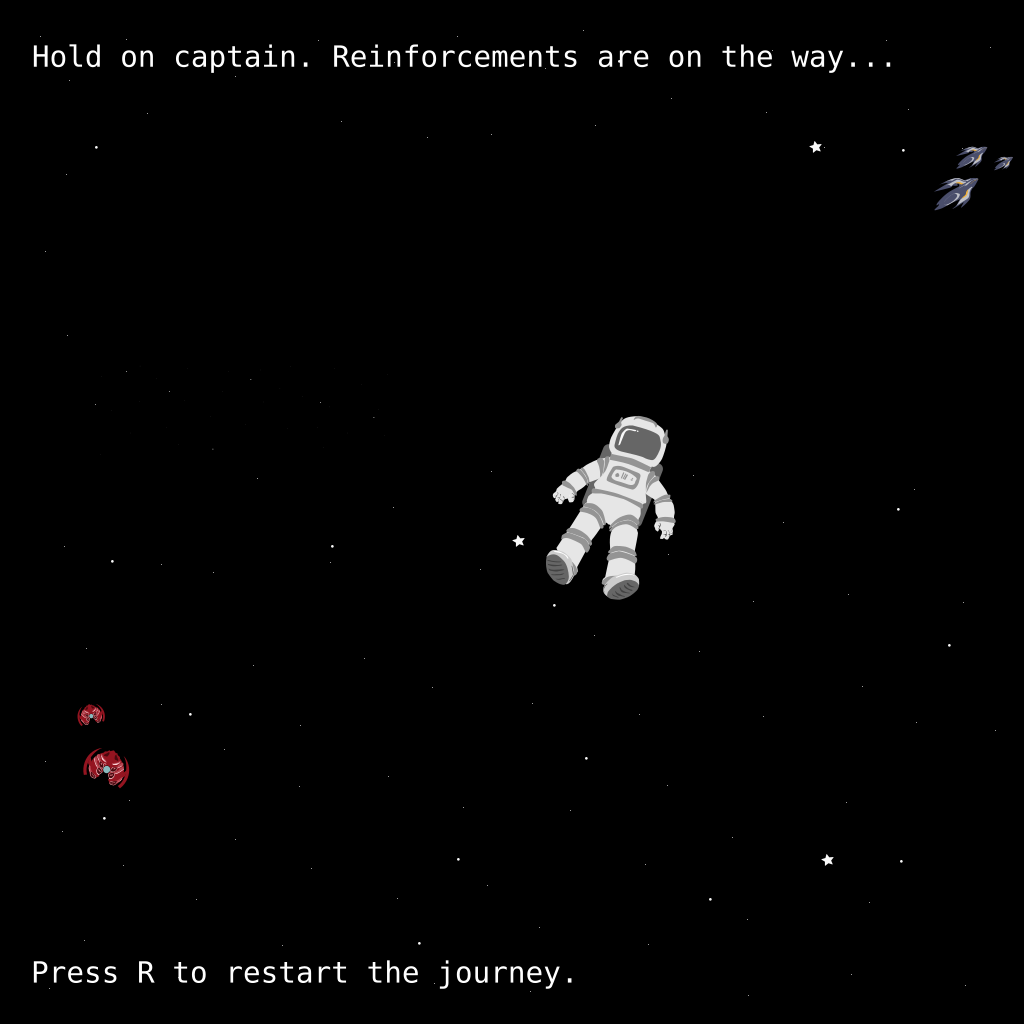 Hold on captain. Reinforcements are on the way...
Press R to restart the journey.